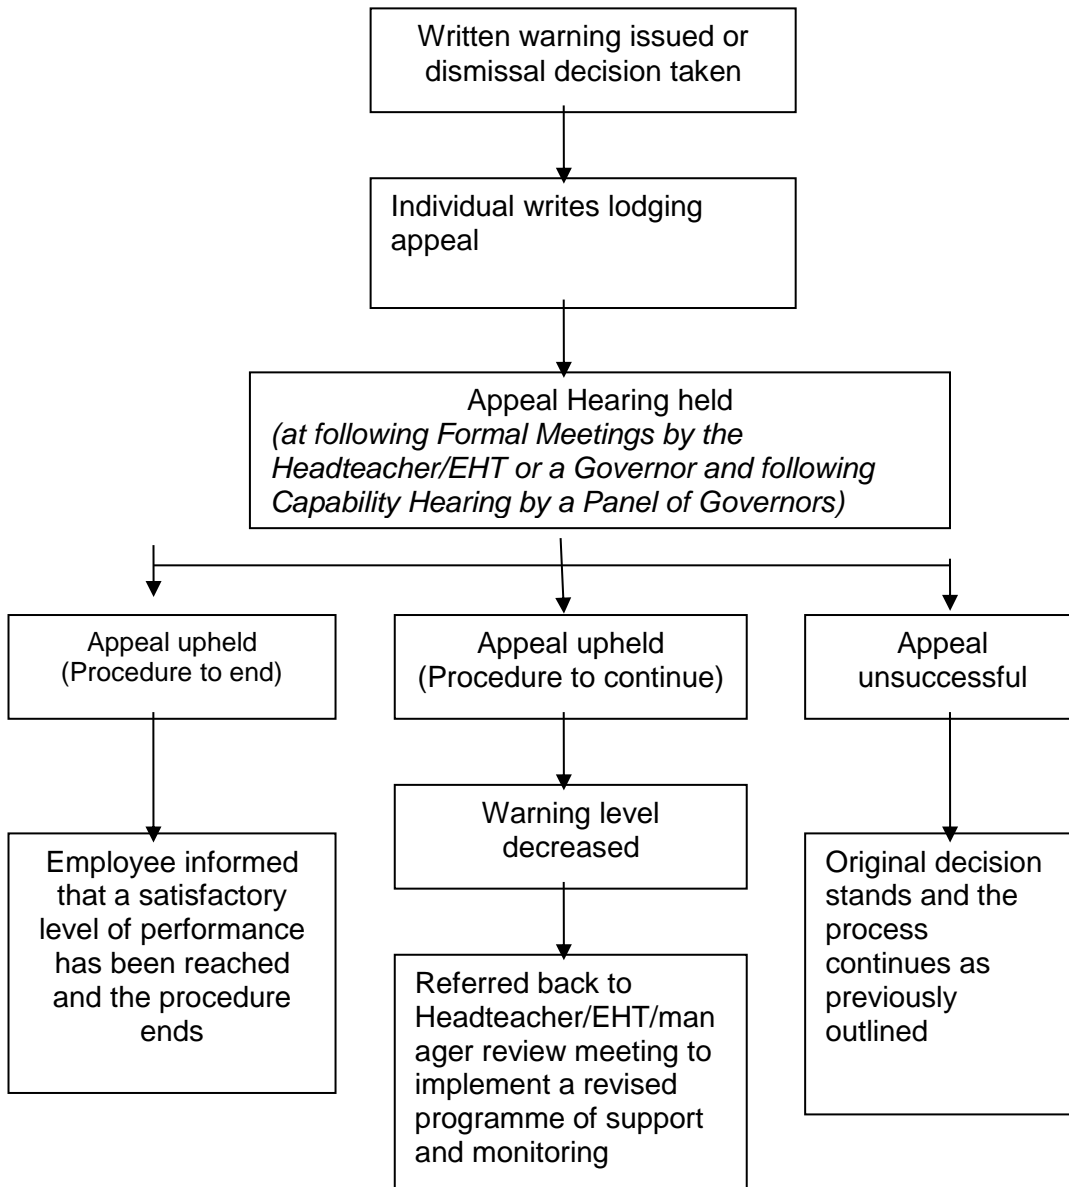 Written warning issued or
dismissal decision taken
Individual writes lodging
appeal
Appeal Hearing held
(at following Formal Meetings by the
Headteacher/EHT or a Governor and following
Capability Hearing by a Panel of Governors)
Appeal upheld
(Procedure to end)
Appeal upheld
(Procedure to continue)
Appeal
unsuccessful
Warning level
decreased
Employee informed
that a satisfactory
level of performance
has been reached
and the procedure
ends
Referred back to
Headteacher/EHT/man
ager review meeting to
implement a revised
programme of support
and monitoring
Original decision
stands and the
process
continues as
previously
outlined